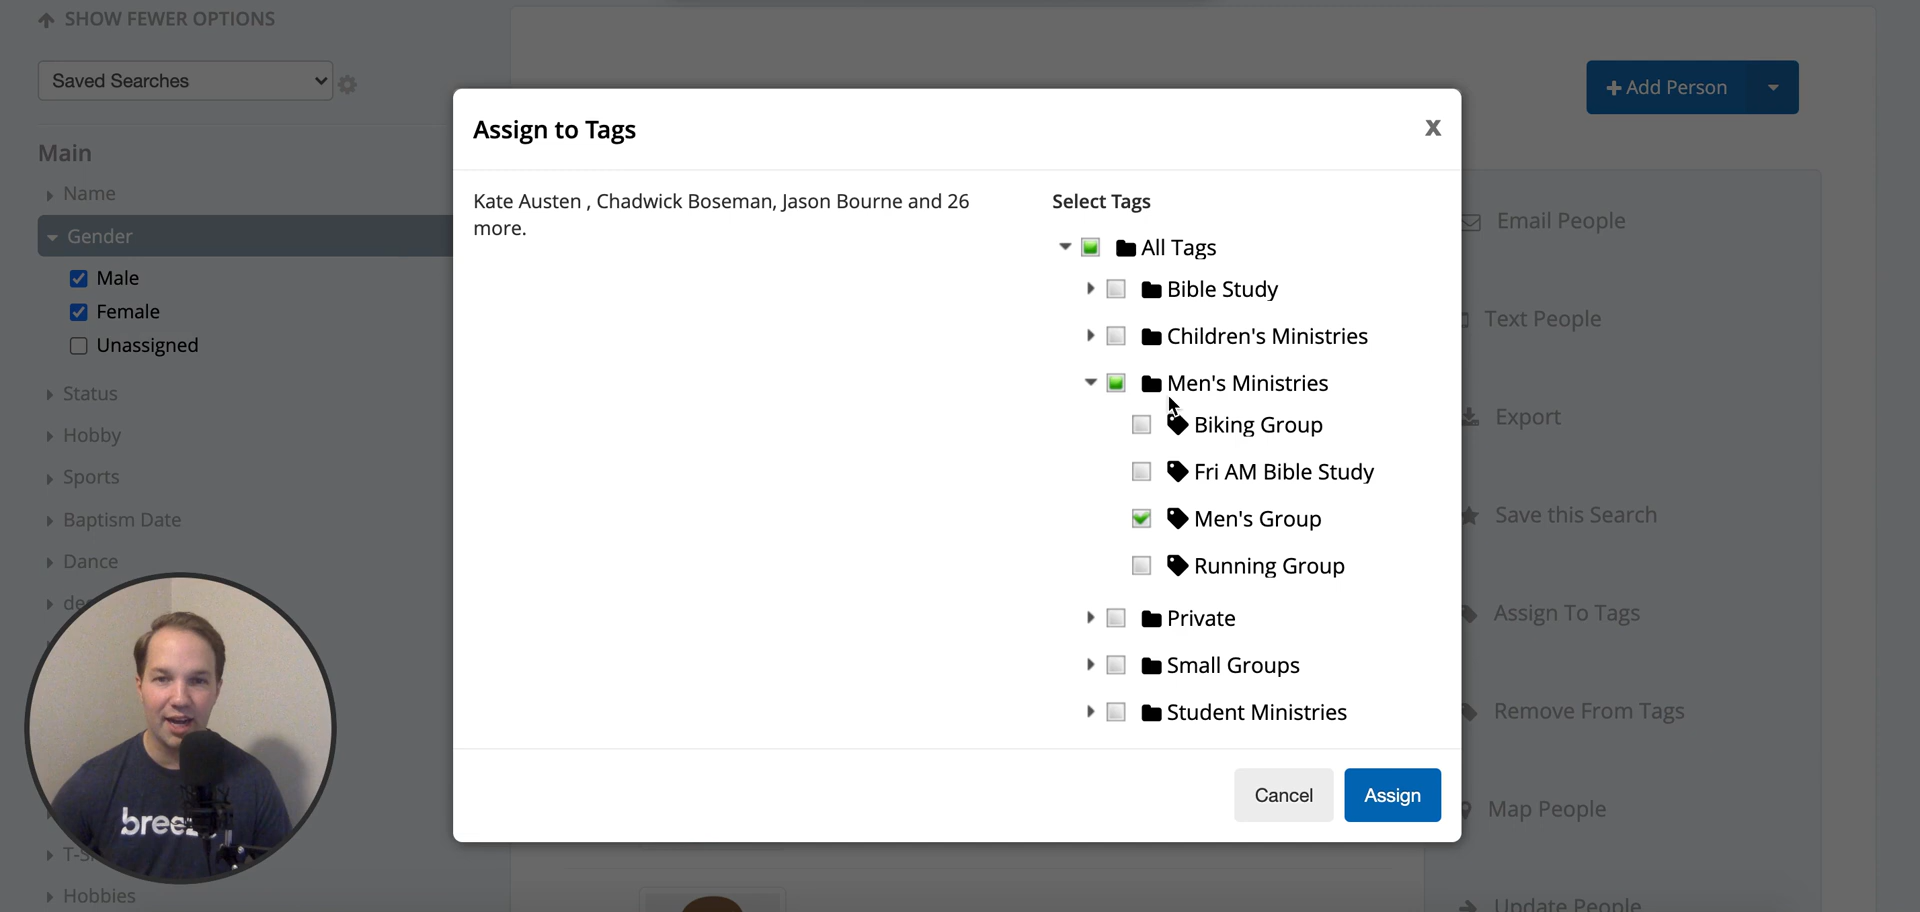 SHOW FEWER OPTIONS
Saved Searches
Main
Name
Gender
Male
Female
Unassigned
Status
Hobby
Sports
Baptism Date
Dance
Hobbies
Add Person
Assign to Tags
X
Kate Austen , Chadwick Boseman, Jason Bourne and 26
more.
Select Tags
All Tags
Bible Study
Children's Ministries
Men's Ministries
Biking Group
Fri AM Bible Study
Men's Group
Running Group
Private
Small Groups
Student Ministries
Cancel
Assign
Email People
Text People
Export
Save this Search
Assign To Tags
Remove From Tags
Map People
Update People